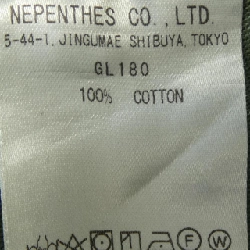 NEPENTHES CO., LTD.
5-44-1, JINGUMAE SHIBUYA, TOKYO
GL180
100% COTTON
F W